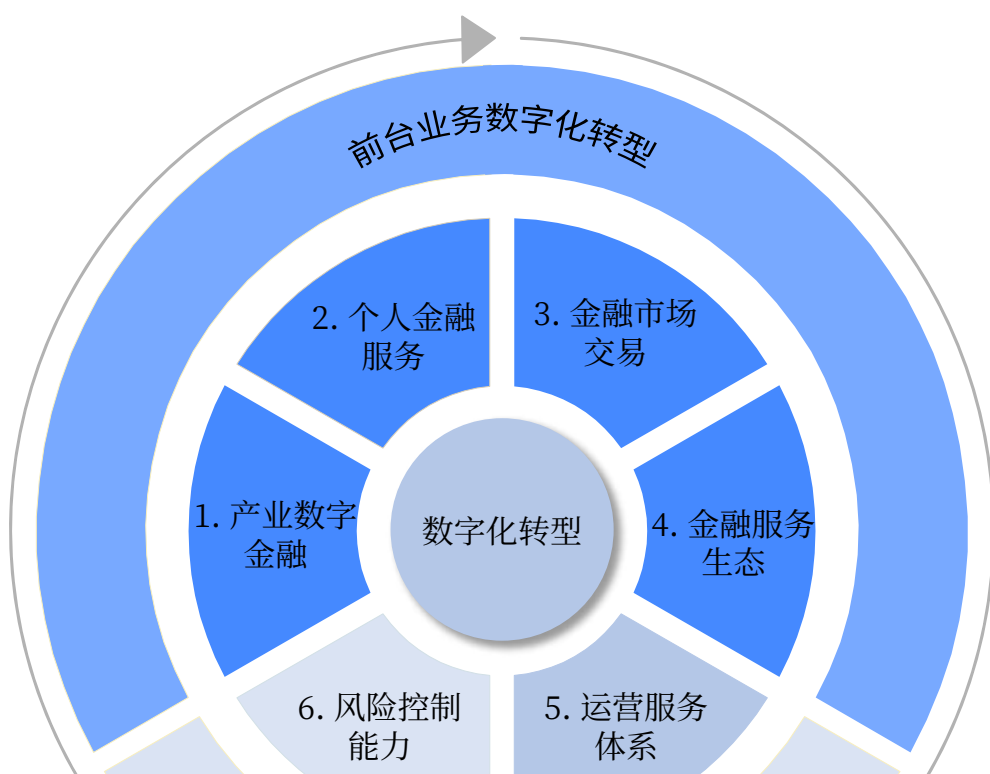 前台业务数字化转型
2. 个人金融
服务
3. 金融市场
交易
1. 产业数字
金融
数字化转型
4. 金融服务
生态
6. 风险控制
能力
5. 运营服务
体系